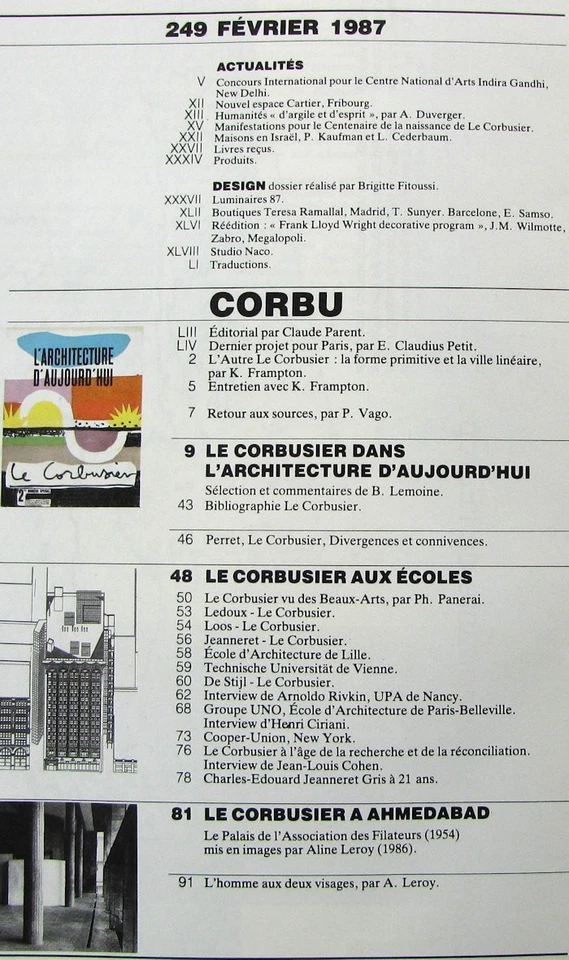 249 FÉVRIER 1987
ACTUALITÉS
V Concours International pour le Centre National d'Arts Indira Gandhi,
New Delhi.
XII Nouvel espace Cartier, Fribourg.
XIII Humanités « d'argile et d'esprit », par A. Duverger.
XV Manifestations pour le Centenaire de la naissance de Le Corbusier.
XXII Maisons en Israël, P. Kaufman et L. Cederbaum.
XXVII Livres reçus.
XXXIV Produits.
DESIGN dossier réalisé par Brigitte Fitoussi.
XXXVII Luminaires 87.
XLII Boutiques Teresa Ramallal, Madrid, T. Sunyer. Barcelone, E. Samso.
XLVI Réédition : « Frank Lloyd Wright decorative program », J.M. Wilmotte,
Zabro, Megalopoli.
XLVIII Studio Naco.
LI Traductions.
CORBU
LIII Éditorial par Claude Parent.
LIV Dernier projet pour Paris, par E. Claudius Petit.
2 L'Autre Le Corbusier : la forme primitive et la ville linéaire,
par K. Frampton.
5 Entretien avec K. Frampton.
7 Retour aux sources, par P. Vago.
L'ARCHITECTURE
D'AUJOURD'HUI
Le Corbusier
2
9 LE CORBUSIER DANS
L'ARCHITECTURE D'AUJOURD'HUI
Sélection et commentaires de B. Lemoine.
43 Bibliographie Le Corbusier.
46 Perret, Le Corbusier, Divergences et connivences.
48 LE CORBUSIER AUX ÉCOLES
50 Le Corbusier vu des Beaux-Arts, par Ph. Panerai.
53 Ledoux - Le Corbusier.
54 Loos - Le Corbusier.
56 Jeanneret - Le Corbusier.
58 École d'Architecture de Lille.
59 Technische Universität de Vienne.
60 De Stijl - Le Corbusier.
62 Interview de Arnoldo Rivkin, UPA de Nancy.
68 Groupe UNO, École d'Architecture de Paris-Belleville.
Interview d'Henri Ciriani.
73 Cooper-Union, New York.
76 Le Corbusier à l'âge de la recherche et de la réconciliation.
Interview de Jean-Louis Cohen.
78 Charles-Edouard Jeanneret Gris à 21 ans.
81 LE CORBUSIER A AHMEDABAD
Le Palais de l'Association des Filateurs (1954)
mis en images par Aline Leroy (1986).
91 L'homme aux deux visages, par A. Leroy.